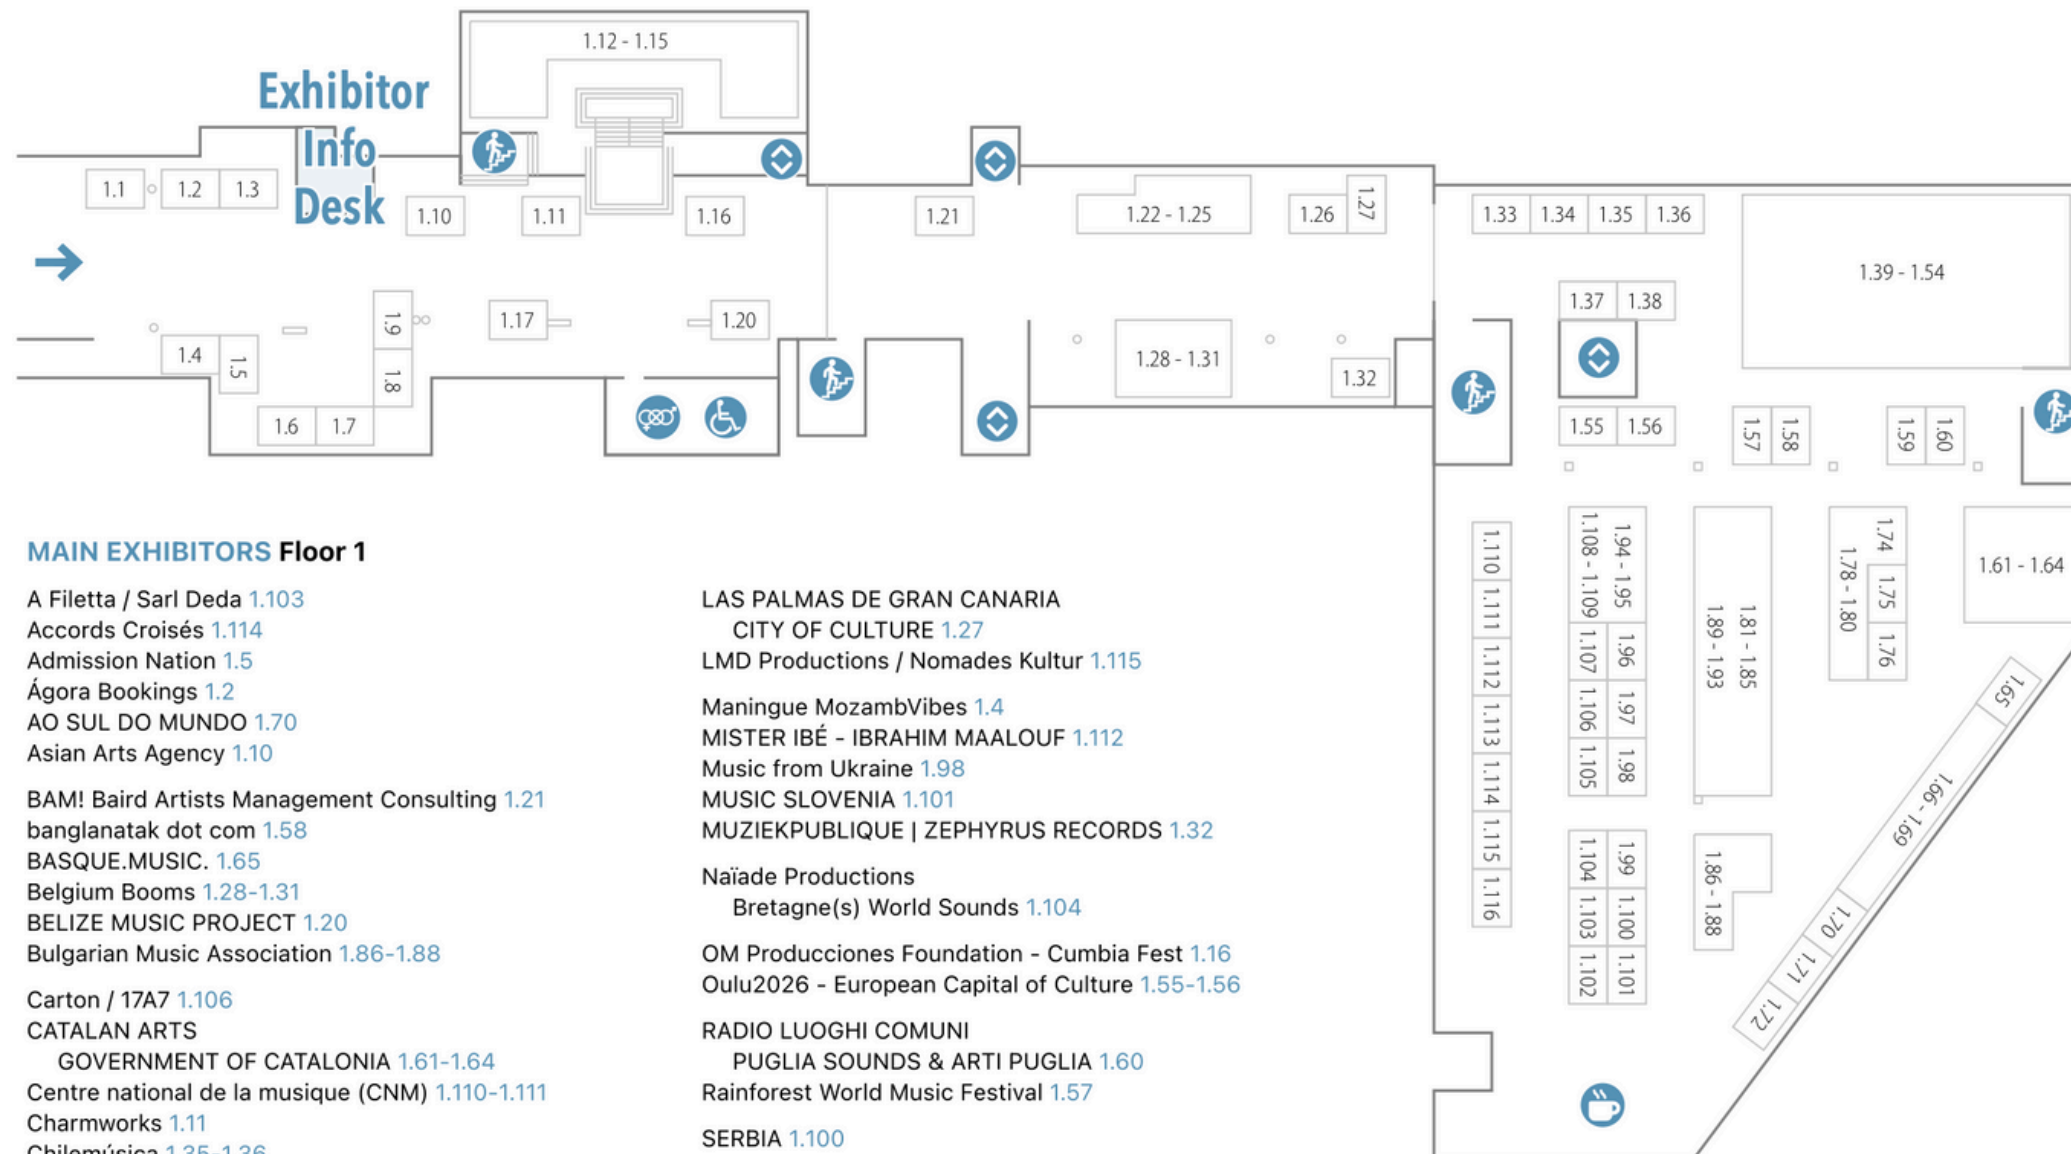 1.12 - 1.15
Exhibitor
Info
Desk
1.1
1.2
1.3
1.10
1.11
1.16
1.21
1.22 - 1.25
1.26
1.27
1.33
1.34
1.35
1.36
1.39 - 1.54
1.37
1.38
1.4
1.5
1.9
1.8
1.6
1.7
1.17
1.20
1.28 - 1.31
1.32
1.55
1.56
1.57
1.58
1.59
1.60
1.110
1.111
1.112
1.113
1.114
1.115
1.116
1.108 - 1.109
1.94 - 1.95
1.107
1.96
1.106
1.97
1.105
1.98
1.104
1.99
1.103
1.100
1.102
1.101
1.89 - 1.93
1.81 - 1.85
1.86 - 1.88
1.78 - 1.80
1.74
1.75
1.76
1.61 - 1.64
1.65
1.66 - 1.69
1.70
1.71
1.72
MAIN EXHIBITORS Floor 1
A Filetta / Sarl Deda 1.103
Accords Croisés 1.114
Admission Nation 1.5
Ágora Bookings 1.2
AO SUL DO MUNDO 1.70
Asian Arts Agency 1.10
BAM! Baird Artists Management Consulting 1.21
banglanatak dot com 1.58
BASQUE.MUSIC. 1.65
Belgium Booms 1.28-1.31
BELIZE MUSIC PROJECT 1.20
Bulgarian Music Association 1.86-1.88
Carton / 17A7 1.106
CATALAN ARTS
GOVERNMENT OF CATALONIA 1.61-1.64
Centre national de la musique (CNM) 1.110-1.111
Charmworks 1.11
Chilemúsica 1.35-1.36
LAS PALMAS DE GRAN CANARIA
CITY OF CULTURE 1.27
LMD Productions / Nomades Kultur 1.115
Maningue MozambVibes 1.4
MISTER IBÉ - IBRAHIM MAALOUF 1.112
Music from Ukraine 1.98
MUSIC SLOVENIA 1.101
MUZIEKPUBLIQUE | ZEPHYRUS RECORDS 1.32
Naïade Productions
Bretagne(s) World Sounds 1.104
OM Producciones Foundation - Cumbia Fest 1.16
Oulu2026 - European Capital of Culture 1.55-1.56
RADIO LUOGHI COMUNI
PUGLIA SOUNDS & ARTI PUGLIA 1.60
Rainforest World Music Festival 1.57
SERBIA 1.100